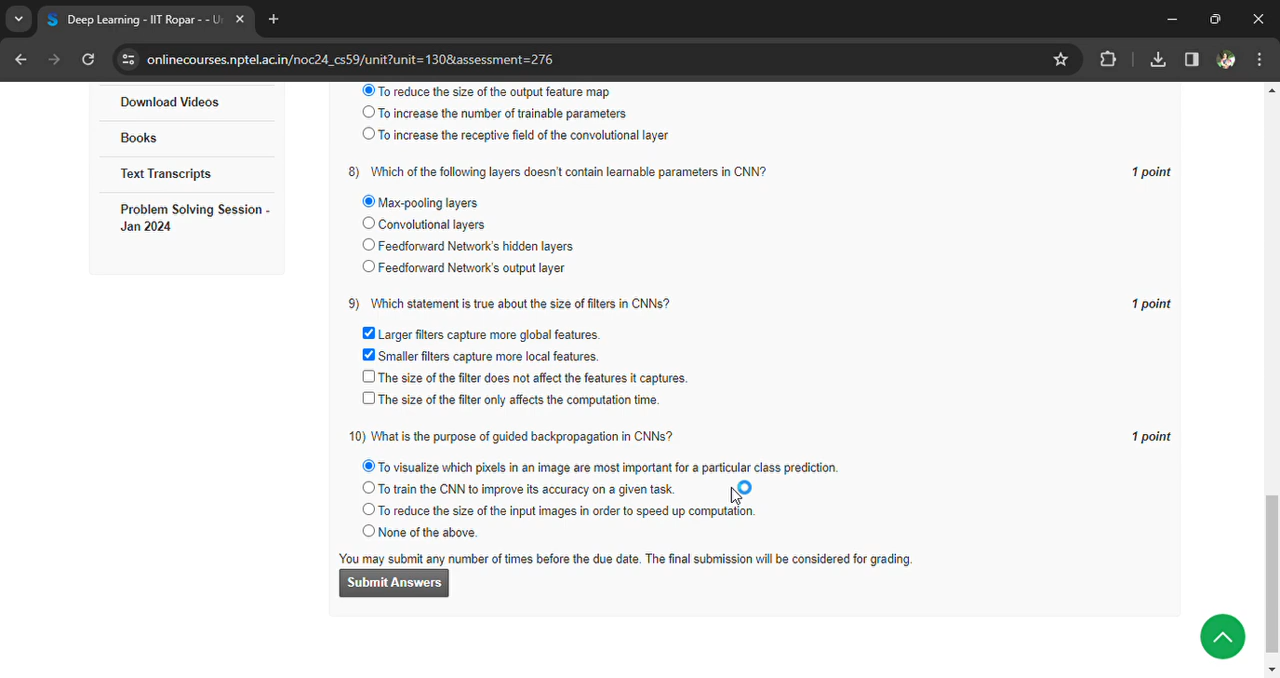 Deep Learning - IIT Ropar - - Un
onlinecourses.nptel.ac.in/noc24_cs59/unit?unit=130&assessment=276
Download Videos
Books
Text Transcripts
Problem Solving Session -
Jan 2024
To reduce the size of the output feature map
To increase the number of trainable parameters
To increase the receptive field of the convolutional layer
8) Which of the following layers doesn't contain learnable parameters in CNN? 1 point
Max-pooling layers
Convolutional layers
Feedforward Network's hidden layers
Feedforward Network's output layer
9) Which statement is true about the size of filters in CNNs? 1 point
Larger filters capture more global features.
Smaller filters capture more local features.
The size of the filter does not affect the features it captures.
The size of the filter only affects the computation time.
10) What is the purpose of guided backpropagation in CNNs? 1 point
To visualize which pixels in an image are most important for a particular class prediction.
To train the CNN to improve its accuracy on a given task.
To reduce the size of the input images in order to speed up computation.
None of the above.
You may submit any number of times before the due date. The final submission will be considered for grading.
Submit Answers